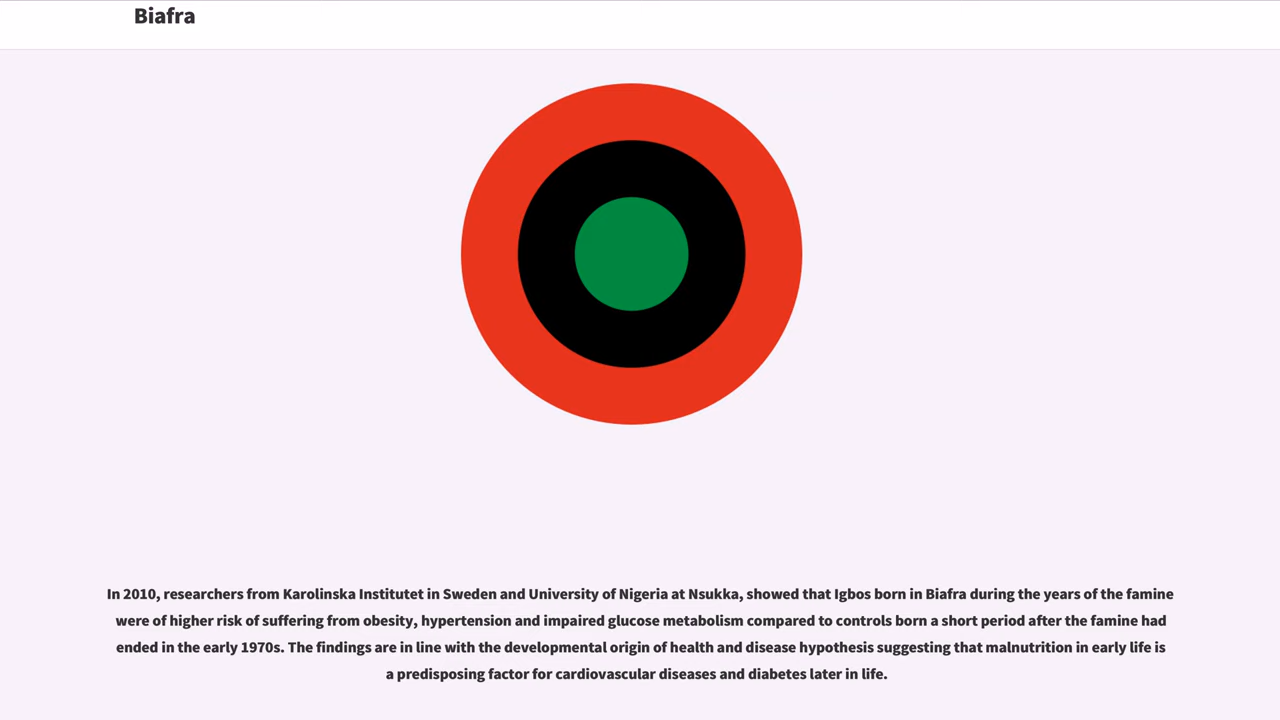 Biafra
In 2010, researchers from Karolinska Institutet in Sweden and University of Nigeria at Nsukka, showed that Igbos born in Biafra during the years of the famine
were of higher risk of suffering from obesity, hypertension and impaired glucose metabolism compared to controls born a short period after the famine had
ended in the early 1970s. The findings are in line with the developmental origin of health and disease hypothesis suggesting that malnutrition in early life is
a predisposing factor for cardiovascular diseases and diabetes later in life.